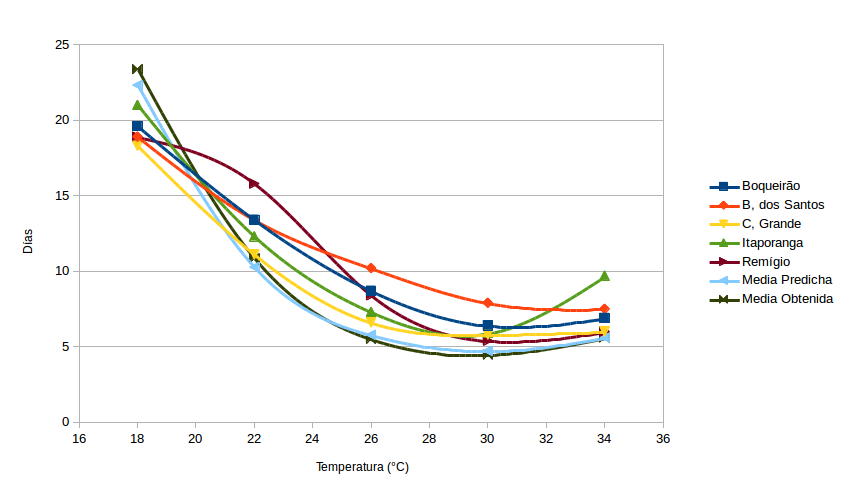 25
20
15
10
5
0
16 18 20 22 24 26 28 30 32 34 36
Días
Temperatura (°C)
Boqueirão
B, dos Santos
C, Grande
Itaporanga
Remígio
Media Predicha
Media Obtenida